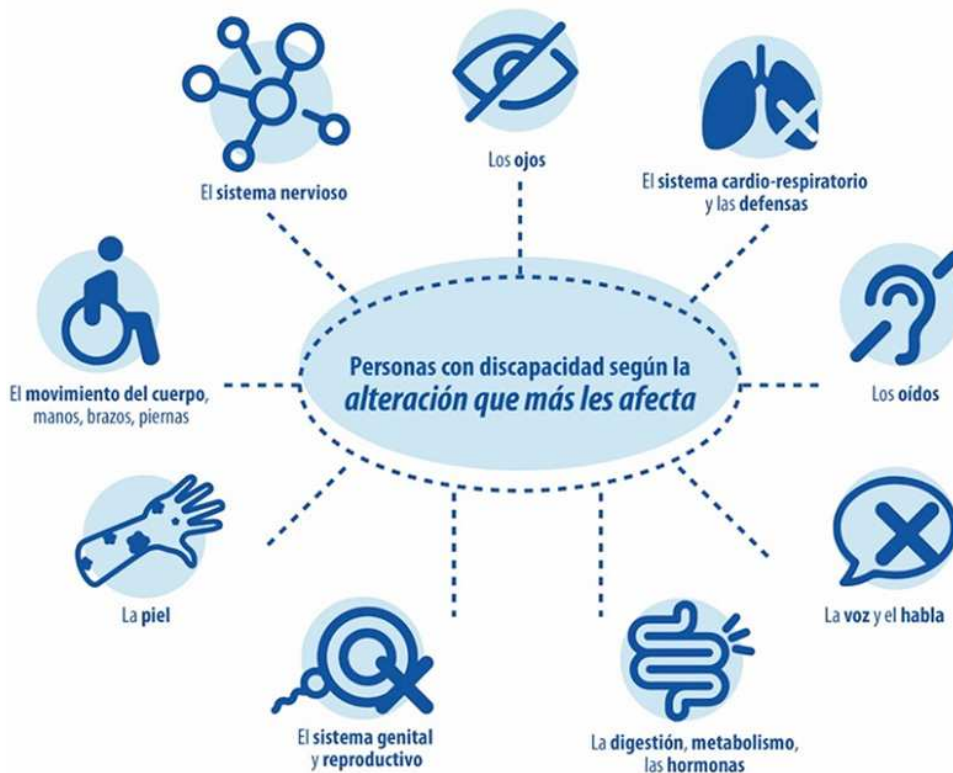 El sistema nervioso
Los ojos
El sistema cardio-respiratorio
y las defensas
El movimiento del cuerpo,
manos, brazos, piernas
Personas con discapacidad según la
alteración que más les afecta
Los oídos
La piel
La voz y el habla
El sistema genital
y reproductivo
La digestión, metabolismo,
las hormonas